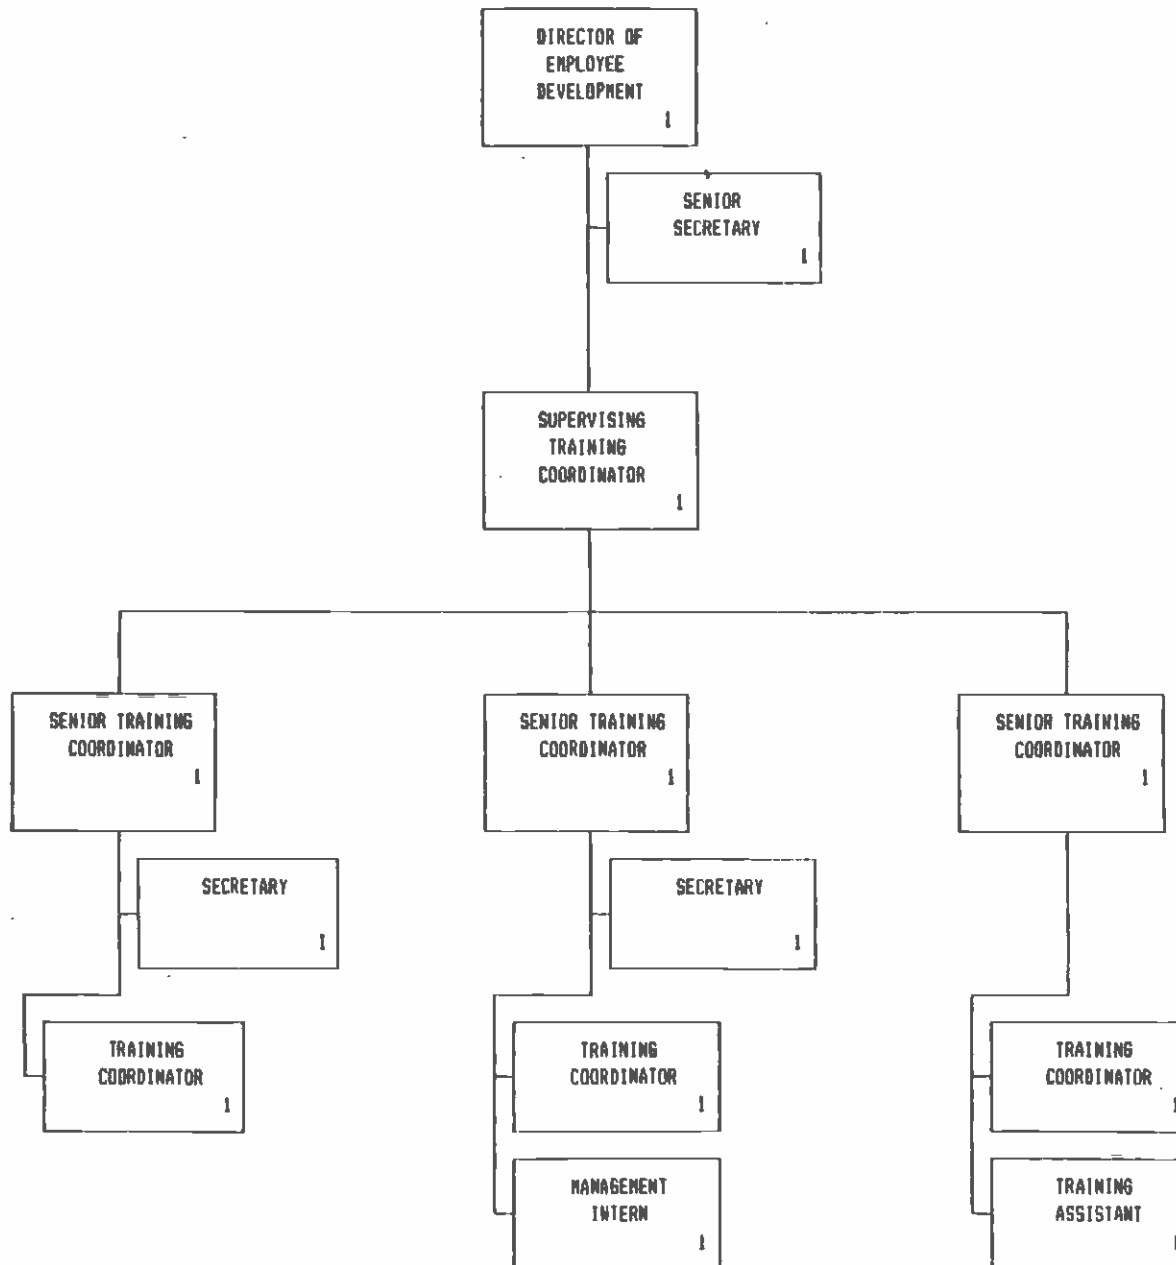 DIRECTOR OF
EMPLOYEE
DEVELOPMENT
1
SENIOR
SECRETARY
1
SUPERVISING
TRAINING
COORDINATOR
1
SENIOR TRAINING
COORDINATOR
1
SENIOR TRAINING
COORDINATOR
1
SENIOR TRAINING
COORDINATOR
1
SECRETARY
1
SECRETARY
1
TRAINING
COORDINATOR
1
TRAINING
COORDINATOR
1
TRAINING
COORDINATOR
1
MANAGEMENT
INTERN
1
TRAINING
ASSISTANT
1